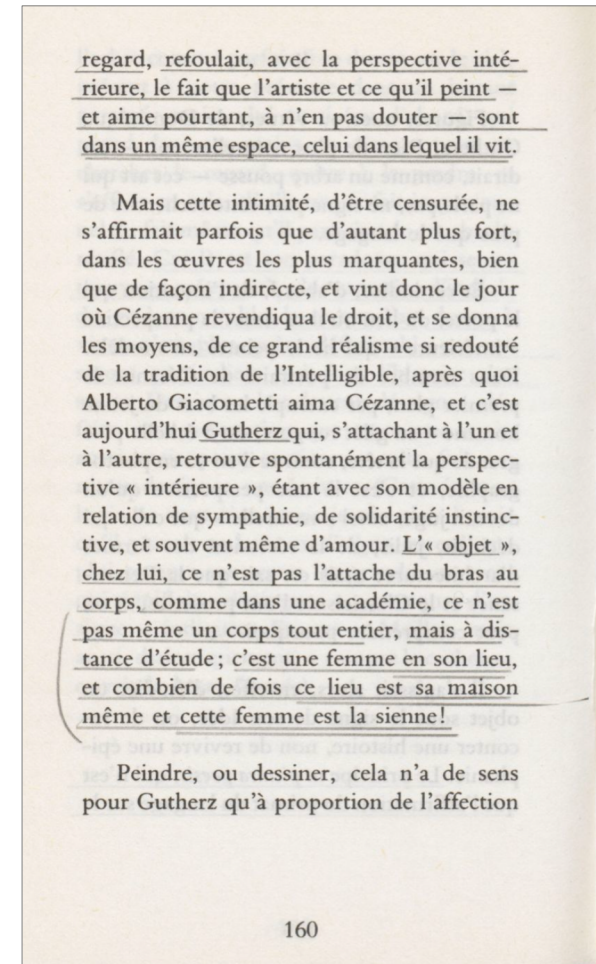 regard, refoulait, avec la perspective inté-
rieure, le fait que l'artiste et ce qu'il peint —
et aime pourtant, à n'en pas douter — sont
dans un même espace, celui dans lequel il vit.
Mais cette intimité, d'être censurée, ne
s'affirmait parfois que d'autant plus fort,
dans les œuvres les plus marquantes, bien
que de façon indirecte, et vint donc le jour
où Cézanne revendiqua le droit, et se donna
les moyens, de ce grand réalisme si redouté
de la tradition de l'Intelligible, après quoi
Alberto Giacometti aima Cézanne, et c'est
aujourd'hui Gutherz qui, s'attachant à l'un et
à l'autre, retrouve spontanément la perspec-
tive « intérieure », étant avec son modèle en
relation de sympathie, de solidarité instinc-
tive, et souvent même d'amour. L'« objet »,
chez lui, ce n'est pas l'attache du bras au
corps, comme dans une académie, ce n'est
pas même un corps tout entier, mais à dis-
tance d'étude ; c'est une femme en son lieu,
et combien de fois ce lieu est sa maison
même et cette femme est la sienne !
Peindre, ou dessiner, cela n'a de sens
pour Gutherz qu'à proportion de l'affection
160